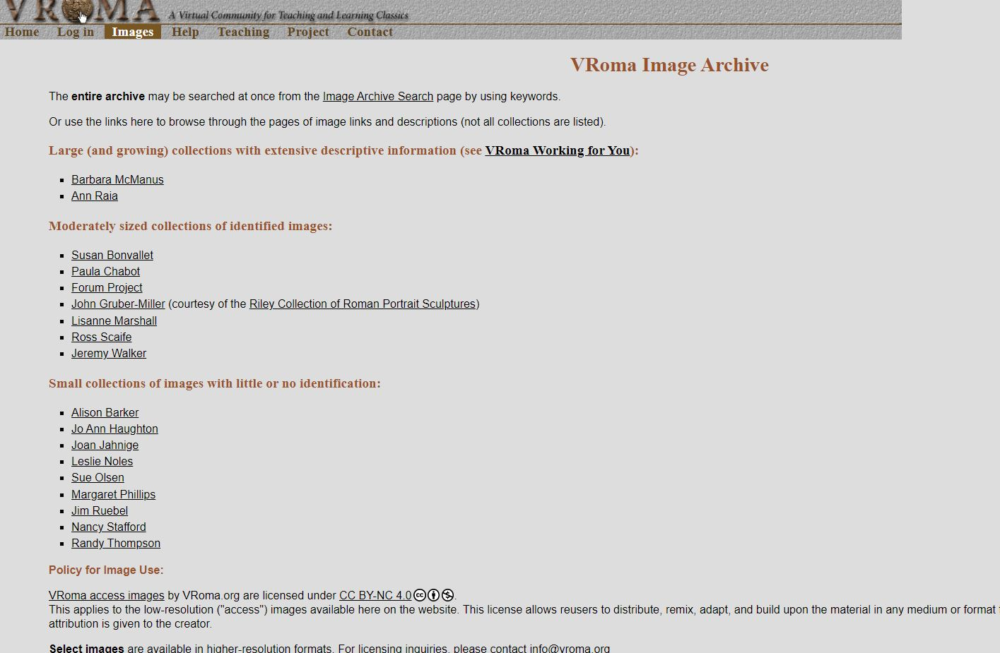 VROMA A Virtual Community for Teaching and Learning Classics
Home Log in Images Help Teaching Project Contact
VRoma Image Archive
The entire archive may be searched at once from the Image Archive Search page by using keywords.
Or use the links here to browse through the pages of image links and descriptions (not all collections are listed).
Large (and growing) collections with extensive descriptive information (see VRoma Working for You):
Barbara McManus
Ann Raia
Moderately sized collections of identified images:
Susan Bonvallet
Paula Chabot
Forum Project
John Gruber-Miller (courtesy of the Riley Collection of Roman Portrait Sculptures)
Lisanne Marshall
Ross Scaife
Jeremy Walker
Small collections of images with little or no identification:
Alison Barker
Jo Ann Haughton
Joan Jahnige
Leslie Noles
Sue Olsen
Margaret Phillips
Jim Ruebel
Nancy Stafford
Randy Thompson
Policy for Image Use:
VRoma access images by VRoma.org are licensed under CC BY-NC 4.0.
This applies to the low-resolution ("access") images available here on the website. This license allows reusers to distribute, remix, adapt, and build upon the material in any medium or format
attribution is given to the creator.
Select images are available in higher-resolution formats. For licensing inquiries, please contact info@vroma.org